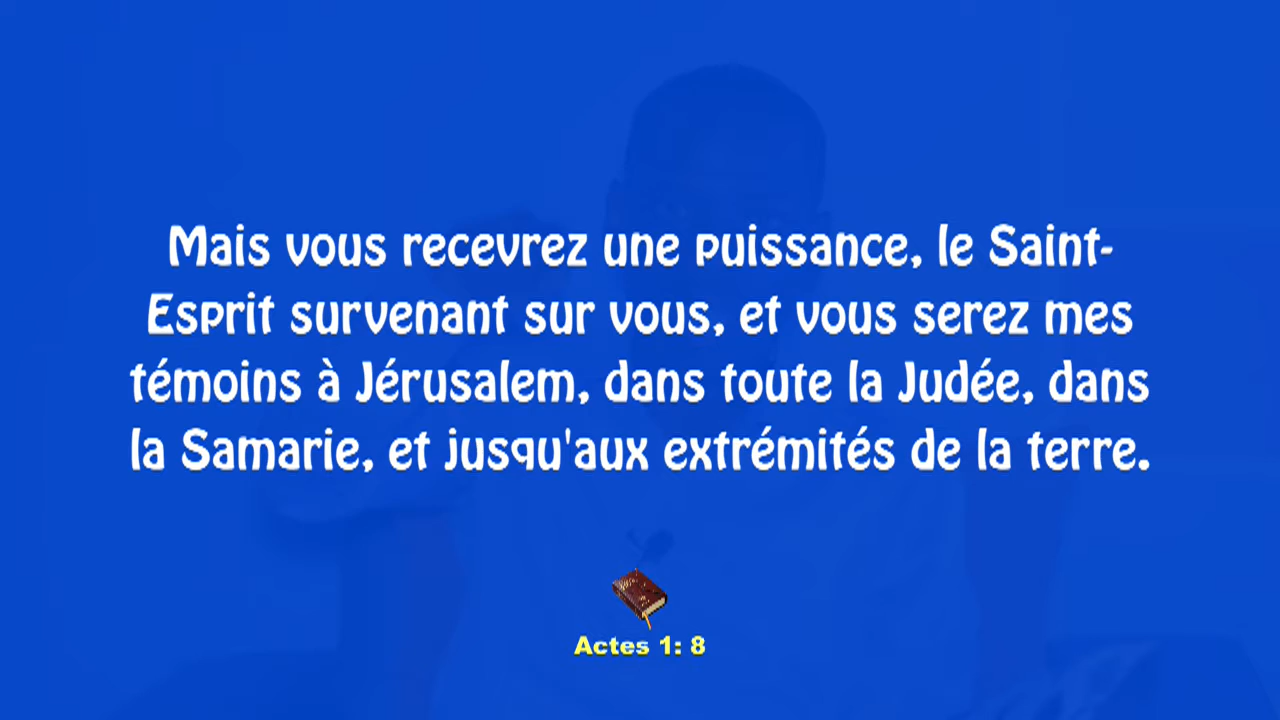 Mais vous recevrez une puissance, le Saint-
Esprit survenant sur vous, et vous serez mes
témoins à Jérusalem, dans toute la Judée, dans
la Samarie, et jusqu'aux extrémités de la terre.
Actes 1: 8